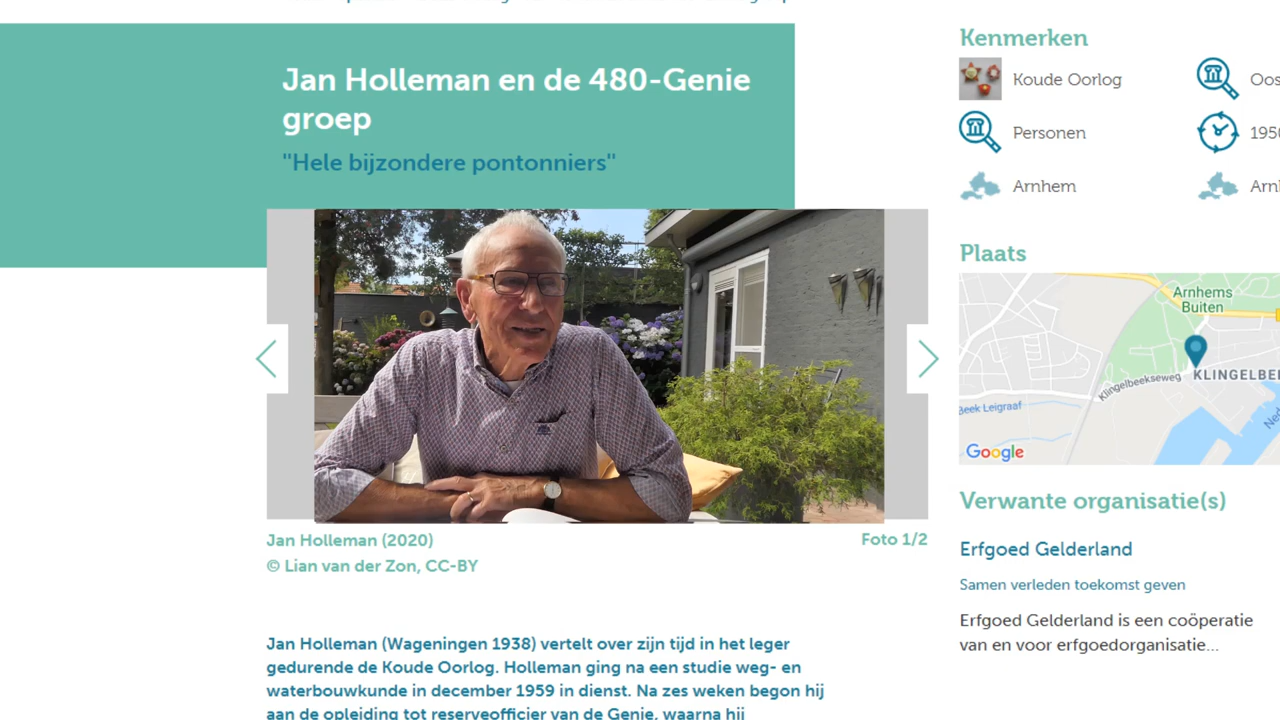 Jan Holleman en de 480-Genie
groep
"Hele bijzondere pontonniers"
Jan Holleman (2020)
Foto 1/2
© Lian van der Zon, CC-BY
Jan Holleman (Wageningen 1938) vertelt over zijn tijd in het leger
gedurende de Koude Oorlog. Holleman ging na een studie weg- en
waterbouwkunde in december 1959 in dienst. Na zes weken begon hij
aan de opleiding tot reserveofficier van de Genie, waarna hij
Kenmerken
Koude Oorlog
Personen
Arnhem
Plaats
Arnhems
Buiten
Klingelbeekseweg
Beek Leigraaf
Google
Verwante organisatie(s)
Erfgoed Gelderland
Samen verleden toekomst geven
Erfgoed Gelderland is een coöperatie
van en voor erfgoedorganisatie...